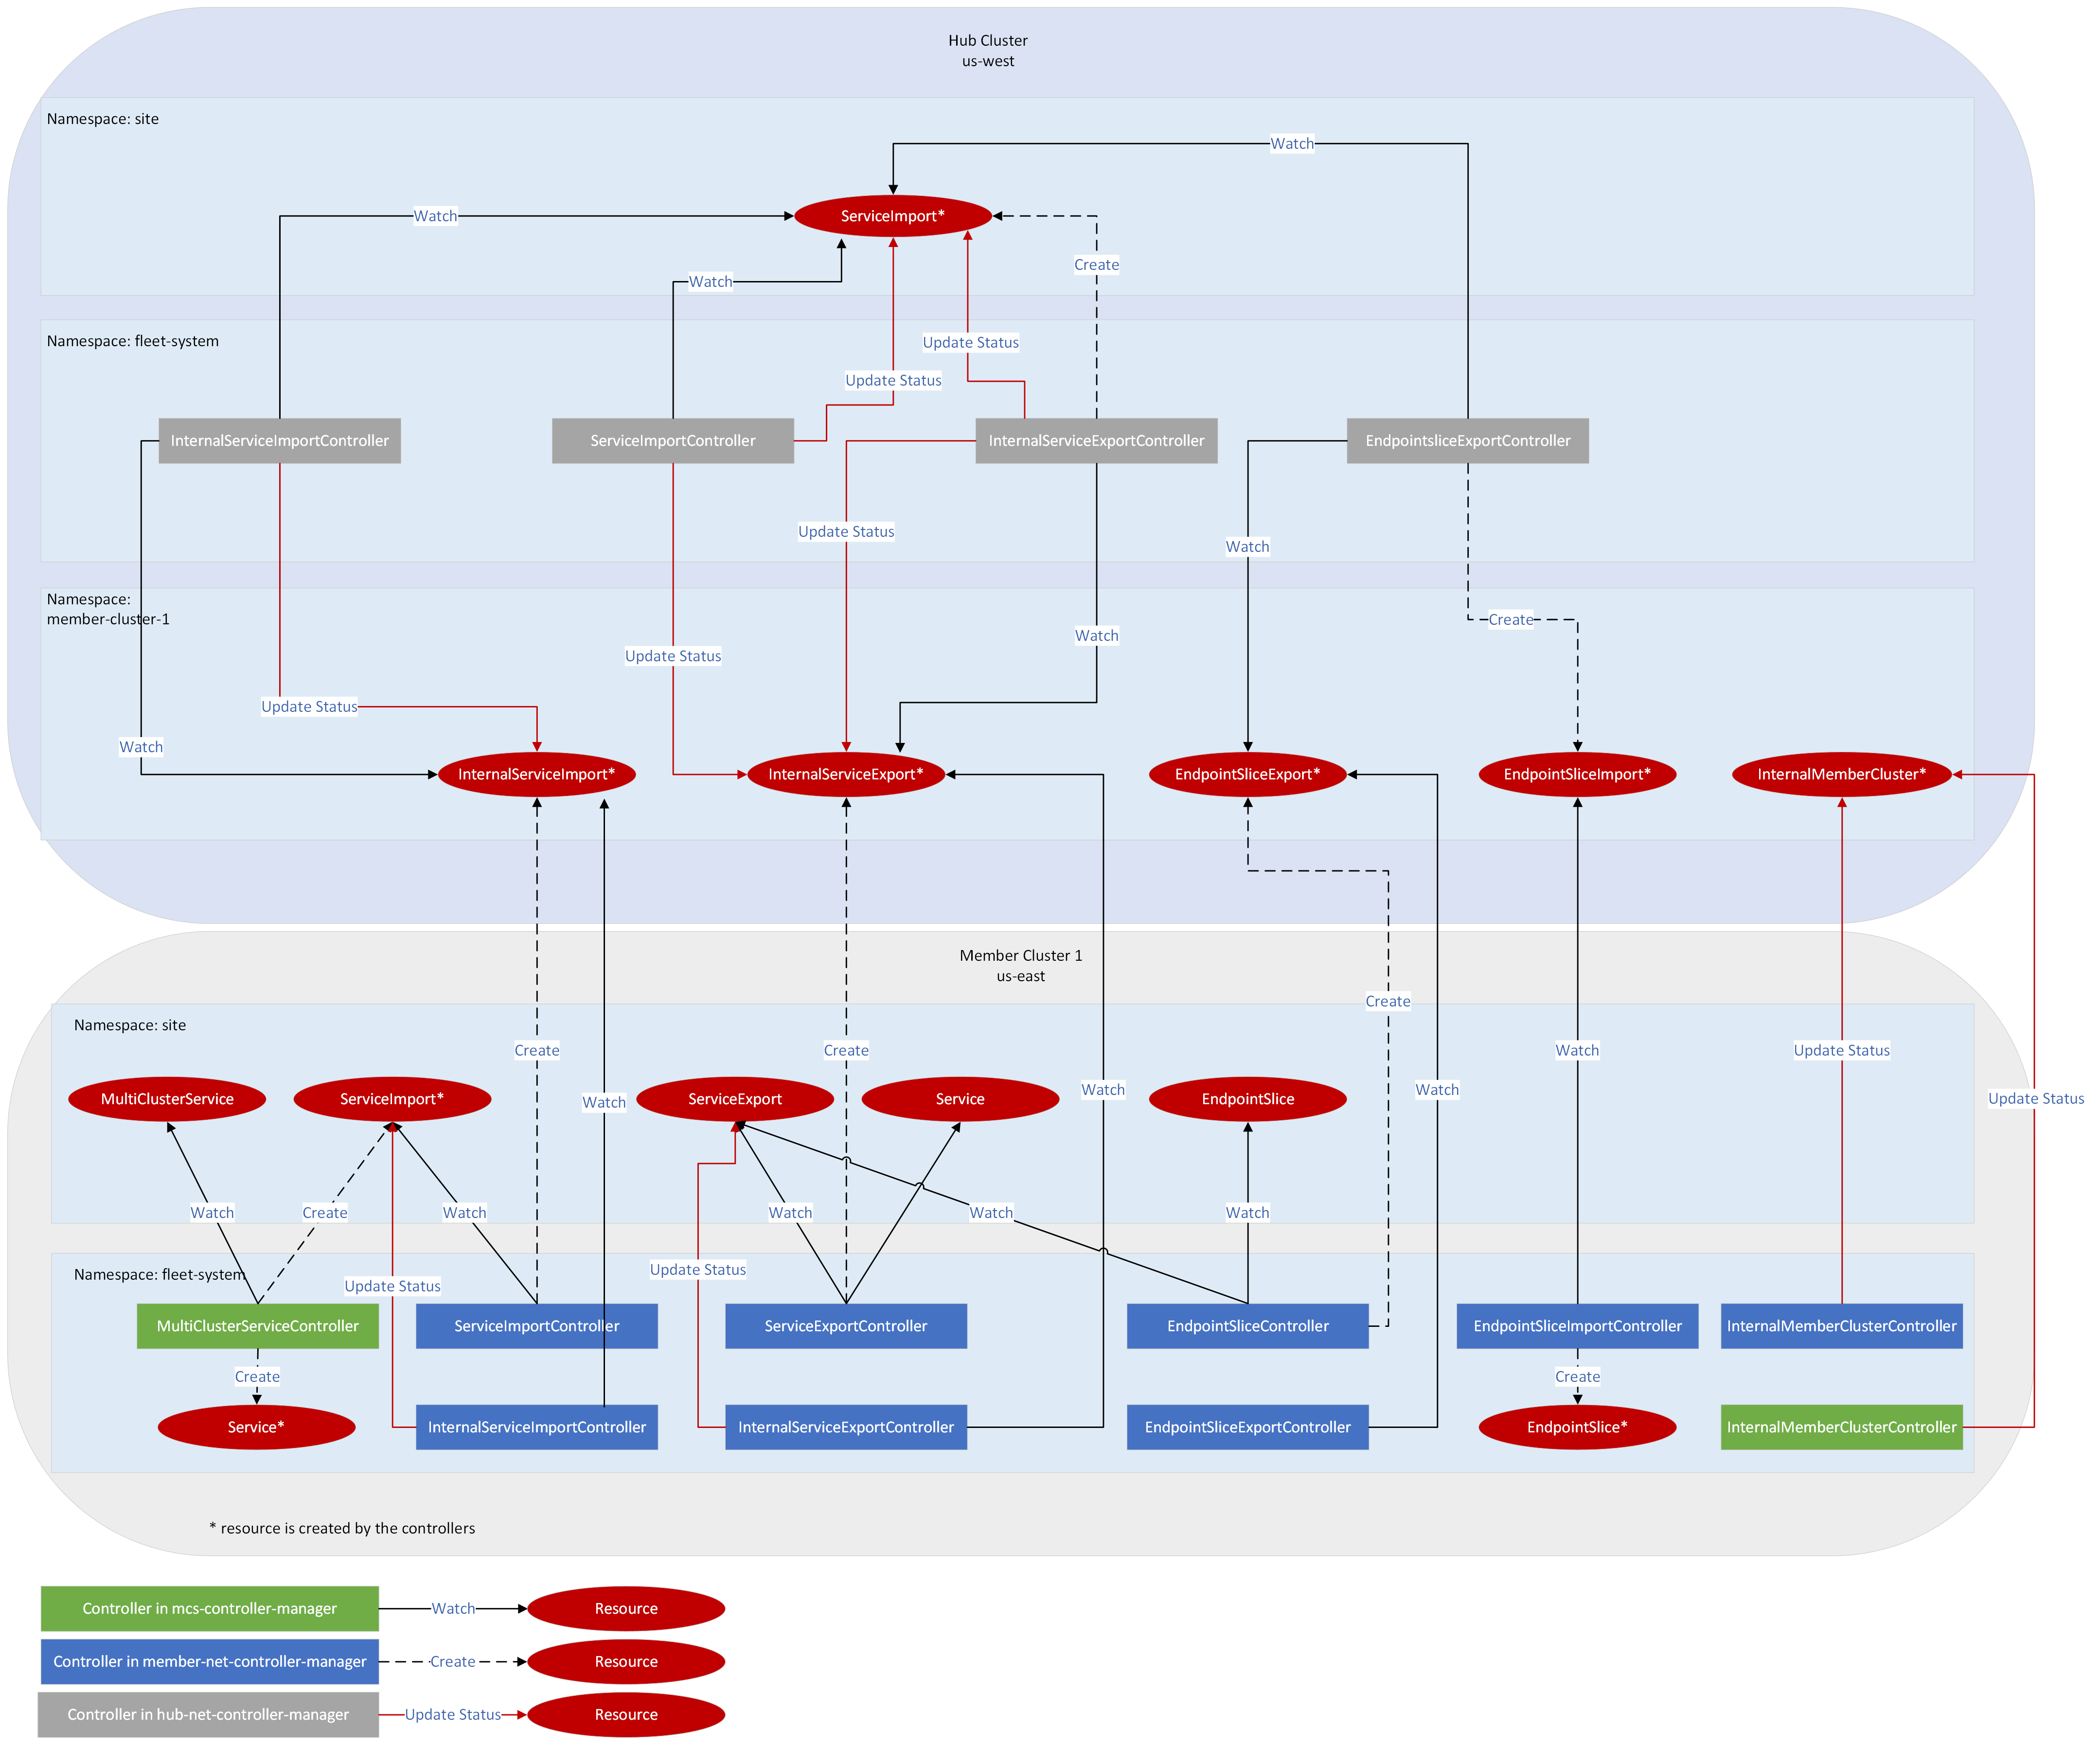 Hub Cluster
us-west
Namespace: site
Watch
Watch
ServiceImport*
Create
Watch
Namespace: fleet-system
Update Status
Update Status
InternalServiceImportController
ServiceImportController
InternalServiceExportController
EndpointsliceExportController
Update Status
Watch
Namespace:
member-cluster-1
Create
Watch
Update Status
Update Status
Watch
InternalServiceImport*
InternalServiceExport*
EndpointSliceExport*
EndpointSliceImport*
InternalMemberCluster*
Member Cluster 1
us-east
Create
Namespace: site
Create
Create
Watch
Update Status
Watch
Watch
Watch
Update Status
MultiClusterService
ServiceImport*
ServiceExport
Service
EndpointSlice
Watch
Create
Watch
Watch
Watch
Watch
Namespace: fleet-system
Update Status
Update Status
MultiClusterServiceController
ServiceImportController
ServiceExportController
EndpointSliceController
EndpointSliceImportController
InternalMemberClusterController
Create
Create
Service*
InternalServiceImportController
InternalServiceExportController
EndpointSliceExportController
EndpointSlice*
InternalMemberClusterController
* resource is created by the controllers
Controller in mcs-controller-manager
Watch
Resource
Controller in member-net-controller-manager
Create
Resource
Controller in hub-net-controller-manager
Update Status
Resource